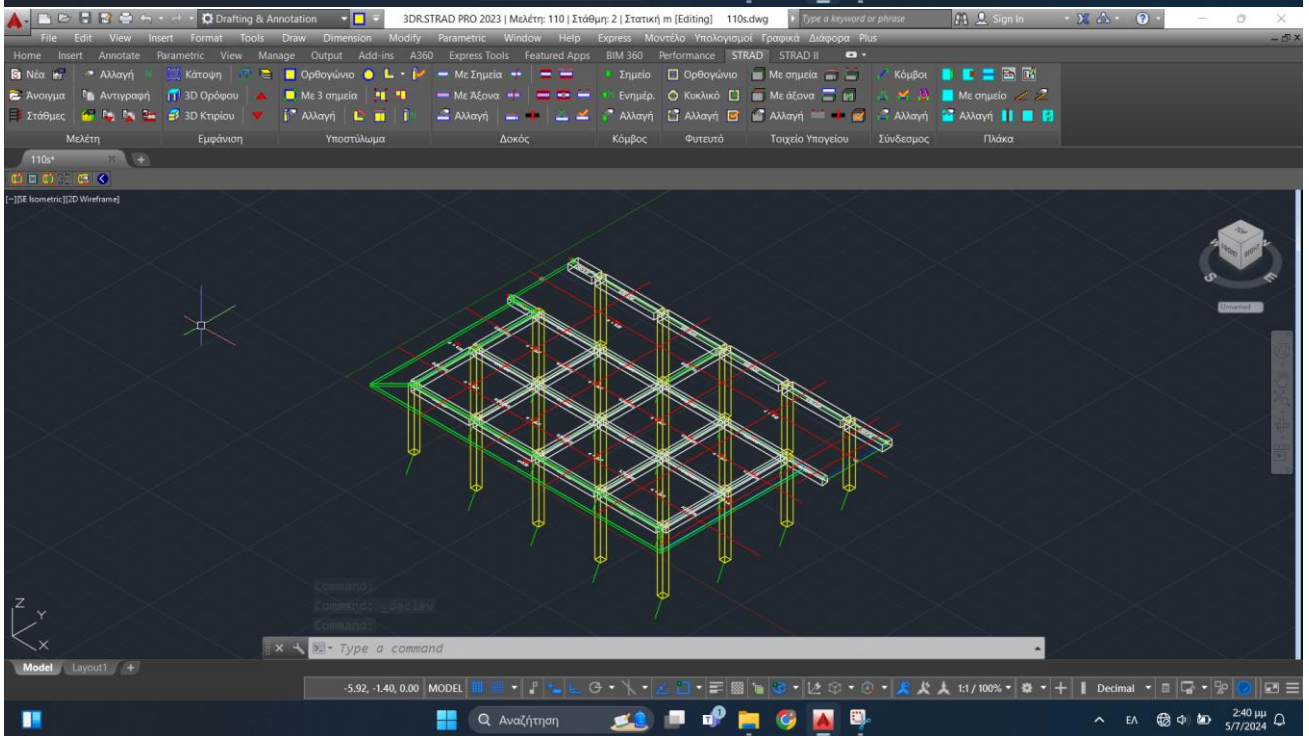 Drafting & Annotation 3DR.STRAD PRO 2023 | Μελέτη: 110 | Στάθμη: 2 | Στατική m [Editing] 110s.dwg Type a keyword or phrase Sign In
File Edit View Insert Format Tools Draw Dimension Modify Parametric Window Help Express Μοντέλο Υπολογισμοί Γραφικά Διάφορα Plus
Home Insert Annotate Parametric View Manage Output Add-ins A360 Express Tools Featured Apps BIM 360 Performance STRAD STRAD II
Νέα Αλλαγή Κάτοψη Ορθογώνιο Με Σημεία Σημείο Ορθογώνιο Με σημεία Κόμβοι
Άνοιγμα Αντιγραφή 3D Ορόφου Με 3 σημεία Με Άξονα Ενημέρ. Κυκλικό Με άξονα Με σημείο
Στάθμες 3D Κτιρίου Αλλαγή Αλλαγή Αλλαγή Αλλαγή Αλλαγή Αλλαγή Αλλαγή
Μελέτη Εμφάνιση Υποστύλωμα Δοκός Κόμβος Φυτευτό Τοιχείο Υπογείου Σύνδεσμος Πλάκα
110s*
[−][SE Isometric][2D Wireframe]
TOP
FRONT RIGHT
S E
Unnamed
Command:
Command: _dmclev
Command:
Z
Y
X
Type a command
Model Layout1 +
-5.92, -1.40, 0.00 MODEL 1:1 / 100% Decimal
Αναζήτηση ΕΛ 2:40 μμ
5/7/2024